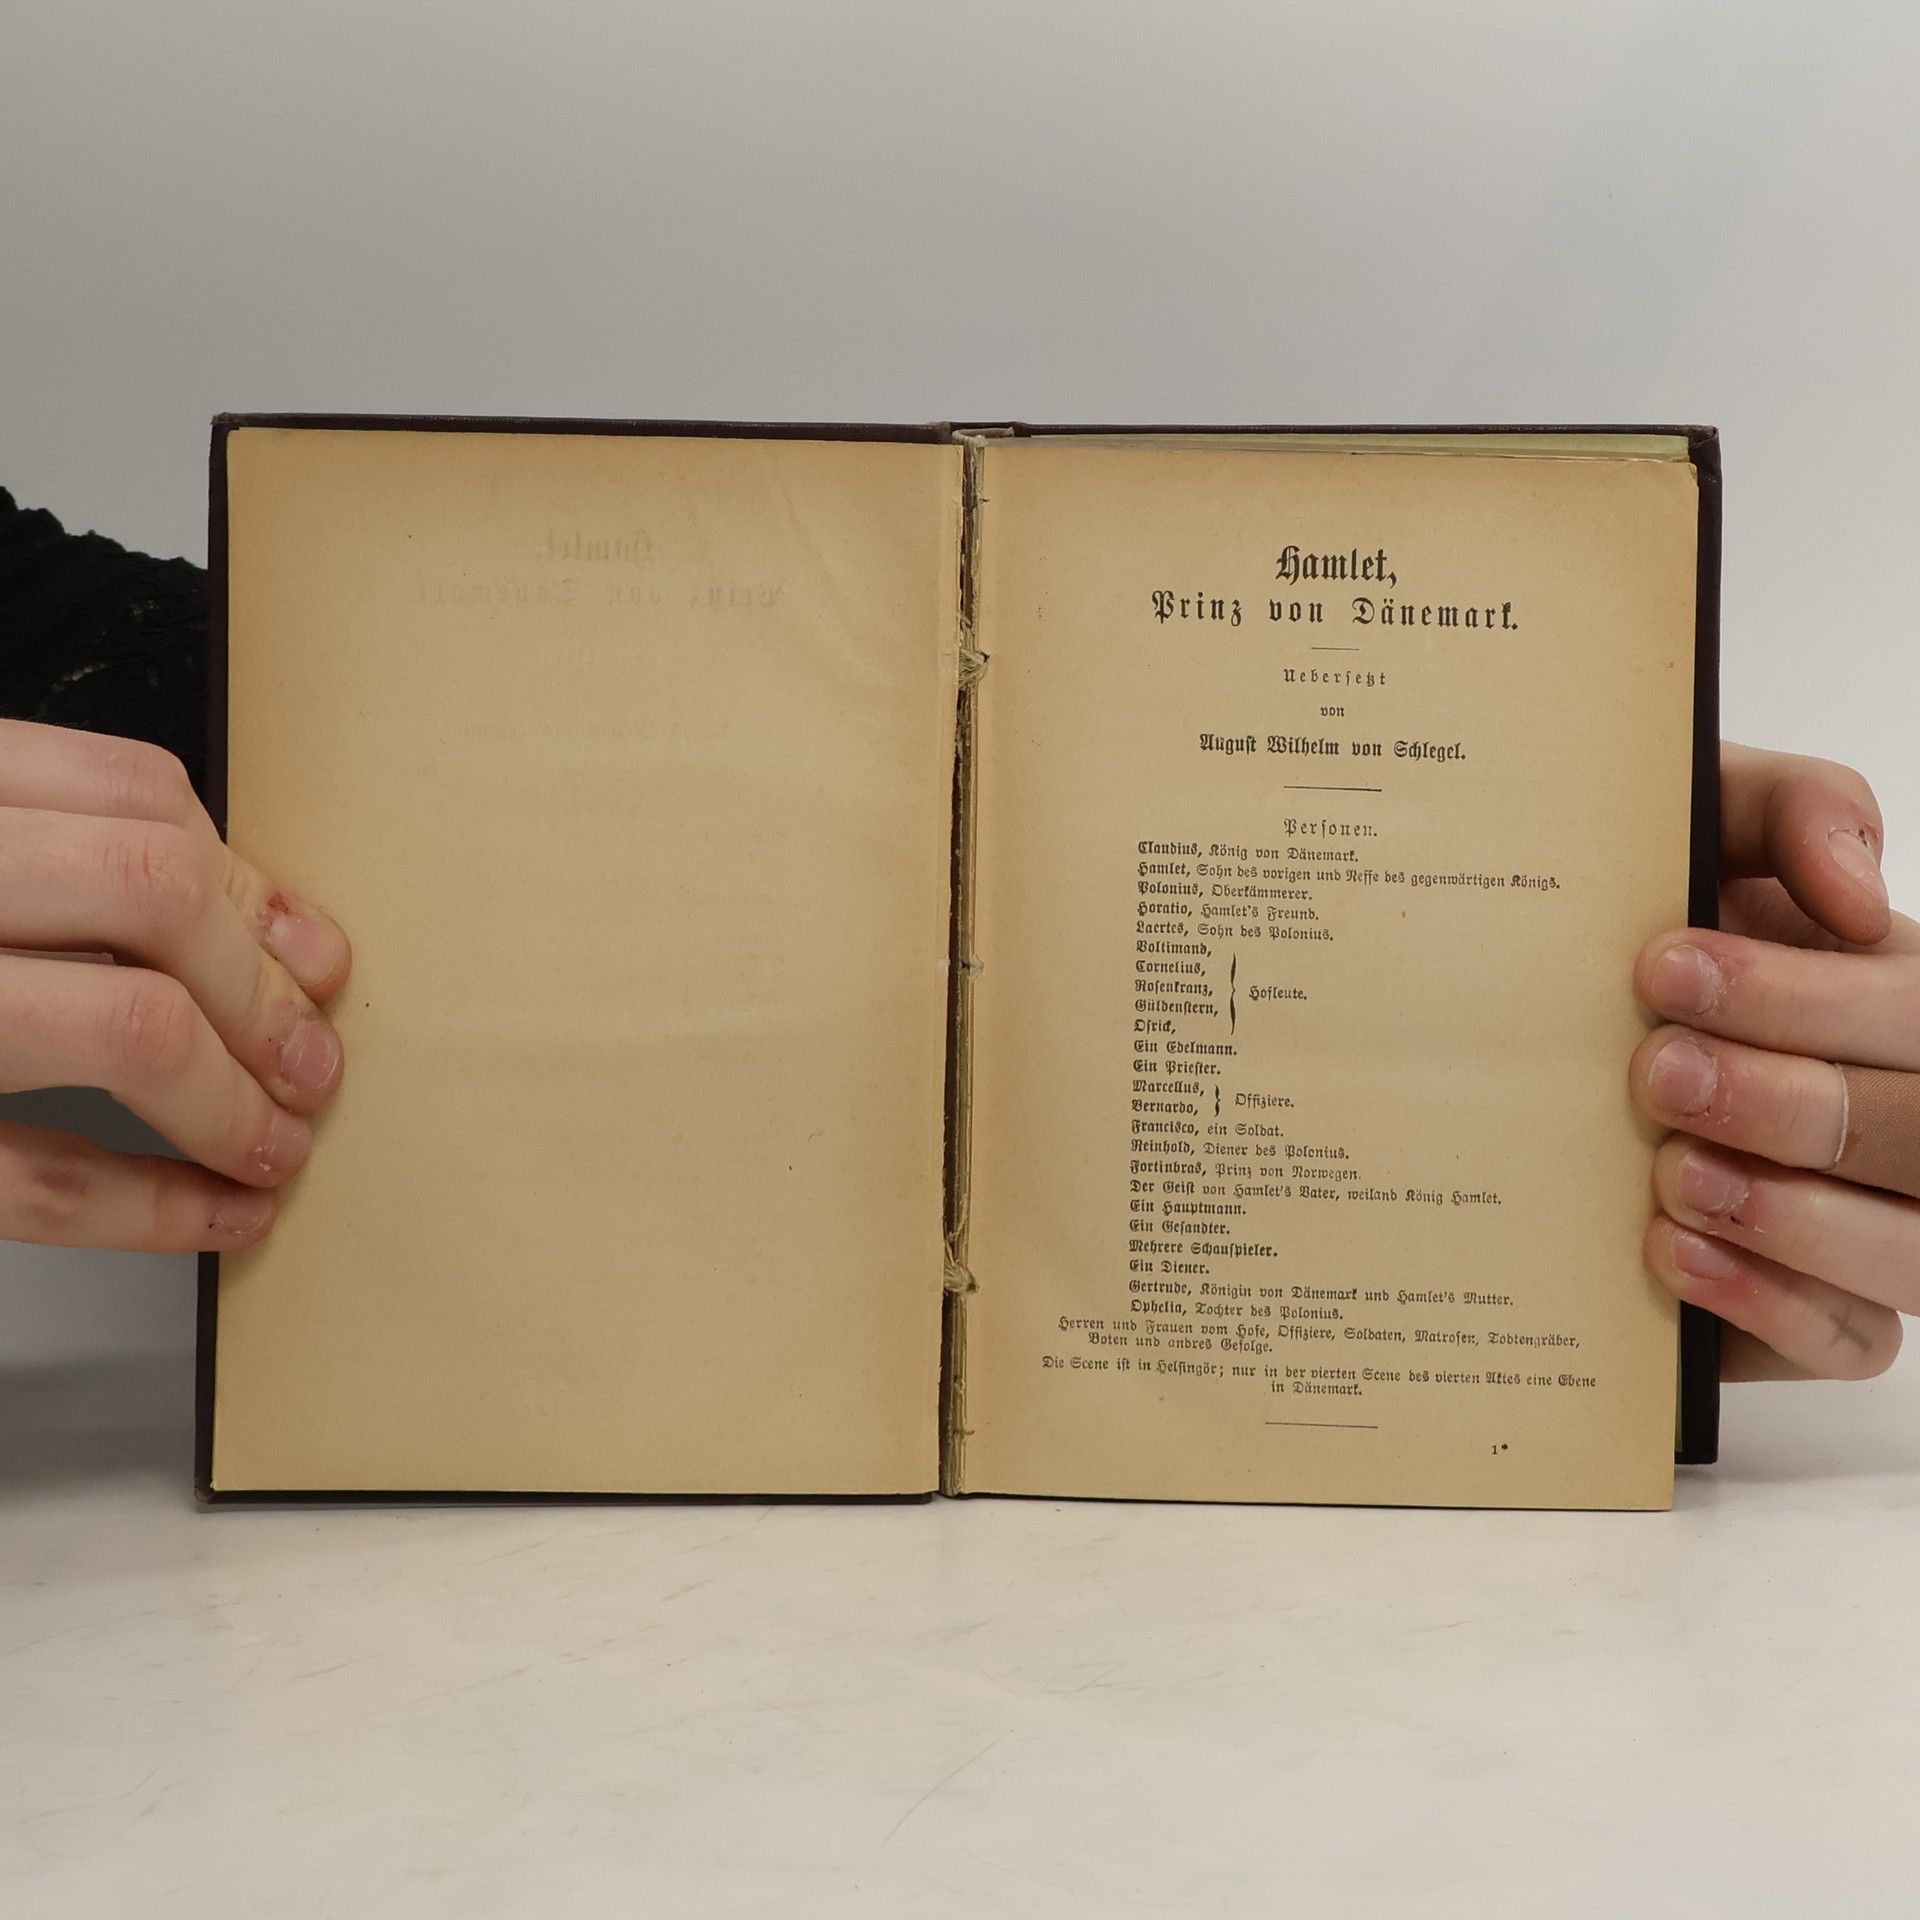 Hamlet,
Prinz von Dänemark.
Uebersetzt
von
August Wilhelm von Schlegel.
Personen.
Claudius, König von Dänemark.
Hamlet, Sohn des vorigen und Neffe des gegenwärtigen Königs.
Polonius, Oberkämmerer.
Horatio, Hamlet's Freund.
Laertes, Sohn des Polonius.
Voltimand,
Cornelius,
Rosenkranz,
Güldenstern,
Osrick,
Hofleute.
Ein Edelmann.
Ein Priester.
Marcellus,
Bernardo,
Offiziere.
Francisco, ein Soldat.
Reinhold, Diener des Polonius.
Fortinbras, Prinz von Norwegen.
Der Geist von Hamlet's Vater, weiland König Hamlet.
Ein Hauptmann.
Ein Gesandter.
Mehrere Schauspieler.
Ein Diener.
Gertrude, Königin von Dänemark und Hamlet's Mutter.
Ophelia, Tochter des Polonius.
Herren und Frauen vom Hofe, Offiziere, Soldaten, Matrosen, Todtengräber,
Boten und andres Gefolge.
Die Scene ist in Helsingör; nur in der vierten Scene des vierten Aktes eine Ebene
in Dänemark.
1*